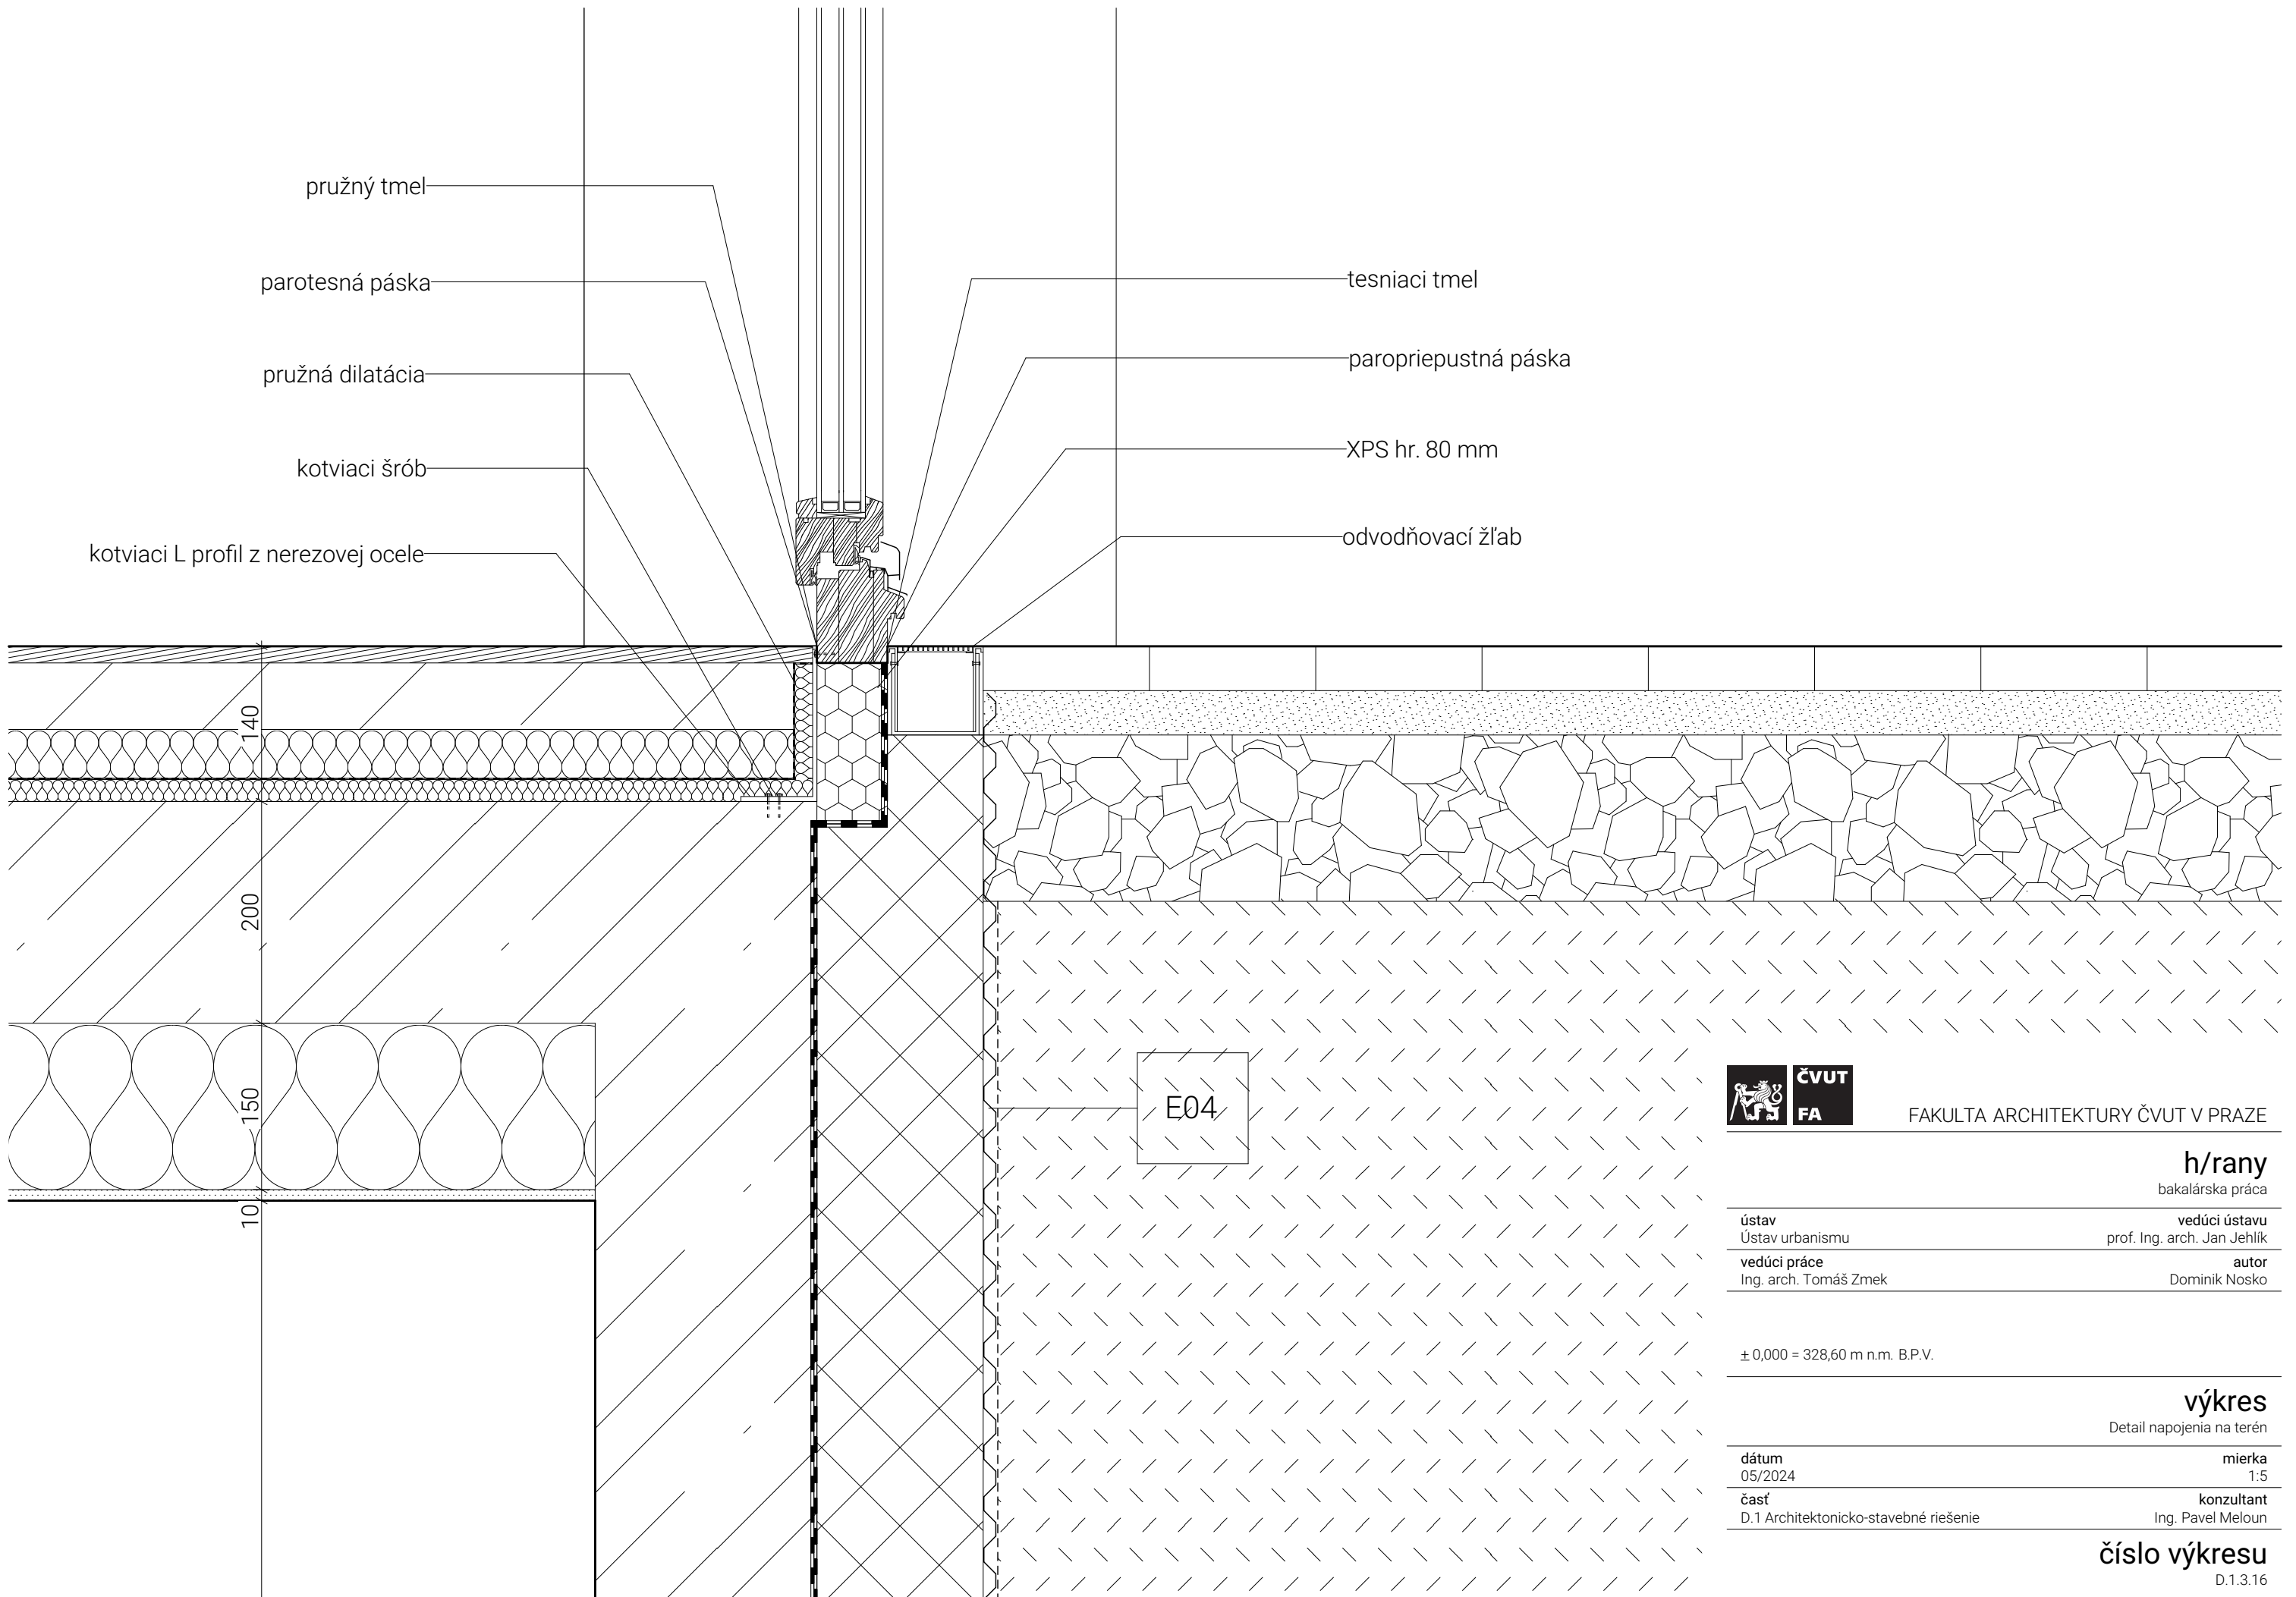 pružný tmel
parotesná páska
pružná dilatácia
kotviaci šrób
kotviaci L profil z nerezovej ocele
tesniaci tmel
paropriepustná páska
XPS hr. 80 mm
odvodňovací žľab
140
200
150
10
E04
ČVUT
FA
FAKULTA ARCHITEKTURY ČVUT V PRAZE
h/rany
bakalárska práca
ústav vedúci ústavu
Ústav urbanismu prof. Ing. arch. Jan Jehlík
vedúci práce autor
Ing. arch. Tomáš Zmek Dominik Nosko
± 0,000 = 328,60 m n.m. B.P.V.
výkres
Detail napojenia na terén
dátum mierka
05/2024 1:5
časť konzultant
D.1 Architektonicko-stavebné riešenie Ing. Pavel Meloun
číslo výkresu
D.1.3.16